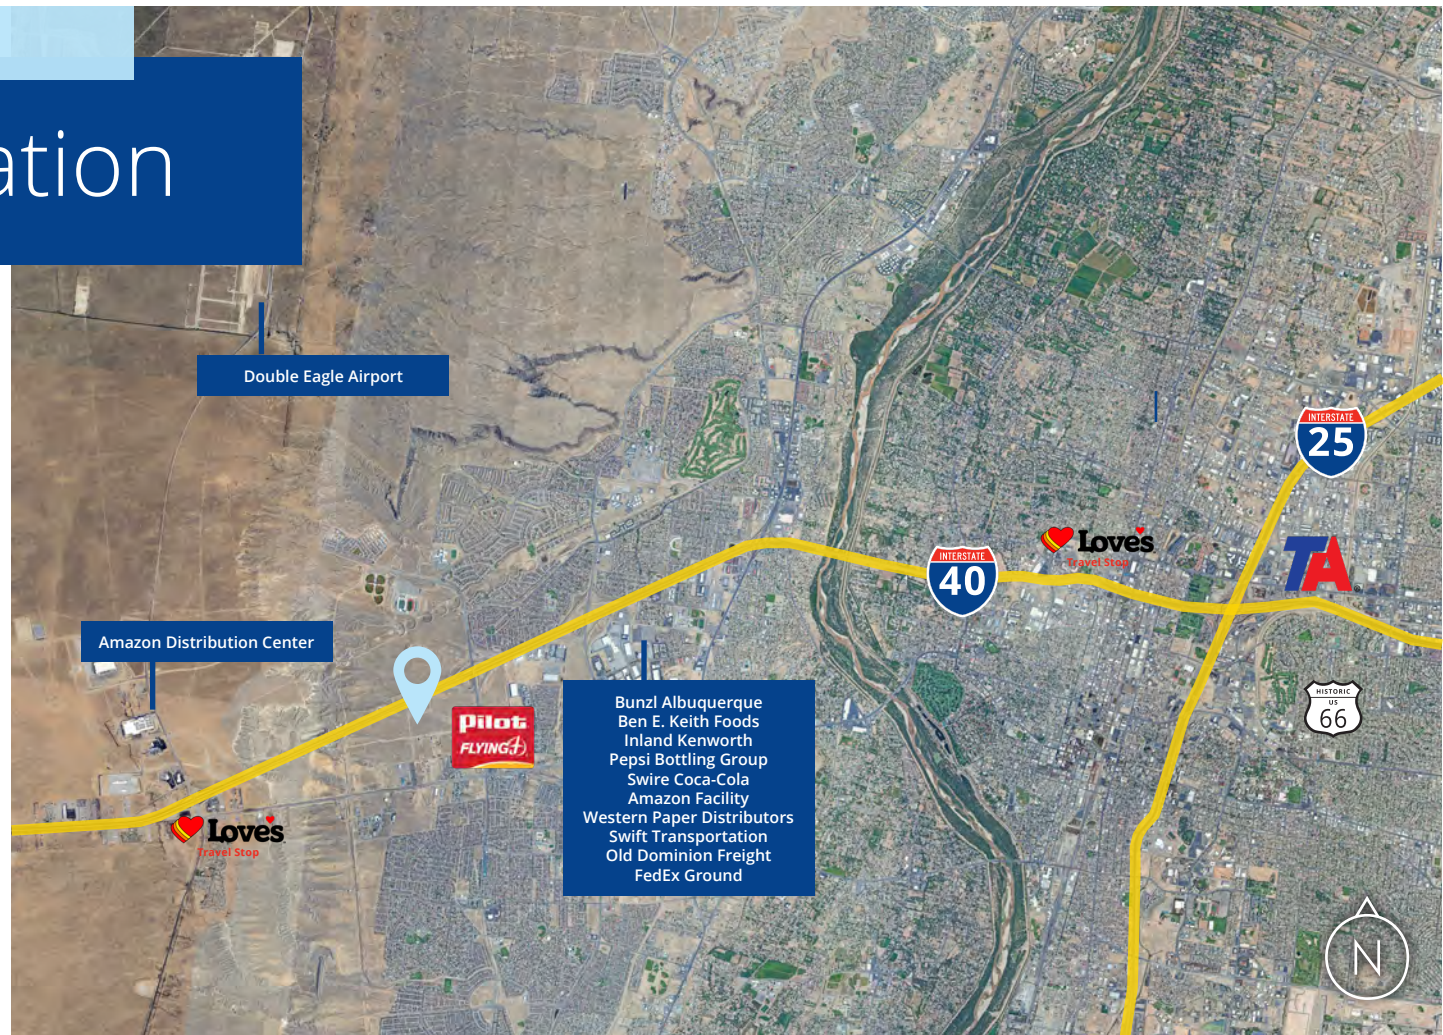 ation
Double Eagle Airport
INTERSTATE
25
Love's
Travel Stop
TA
INTERSTATE
40
Amazon Distribution Center
Pilot
FLYING J
Bunzl Albuquerque
Ben E. Keith Foods
Inland Kenworth
Pepsi Bottling Group
Swire Coca-Cola
Amazon Facility
Western Paper Distributors
Swift Transportation
Old Dominion Freight
FedEx Ground
HISTORIC
US
66
Love's
Travel Stop
N